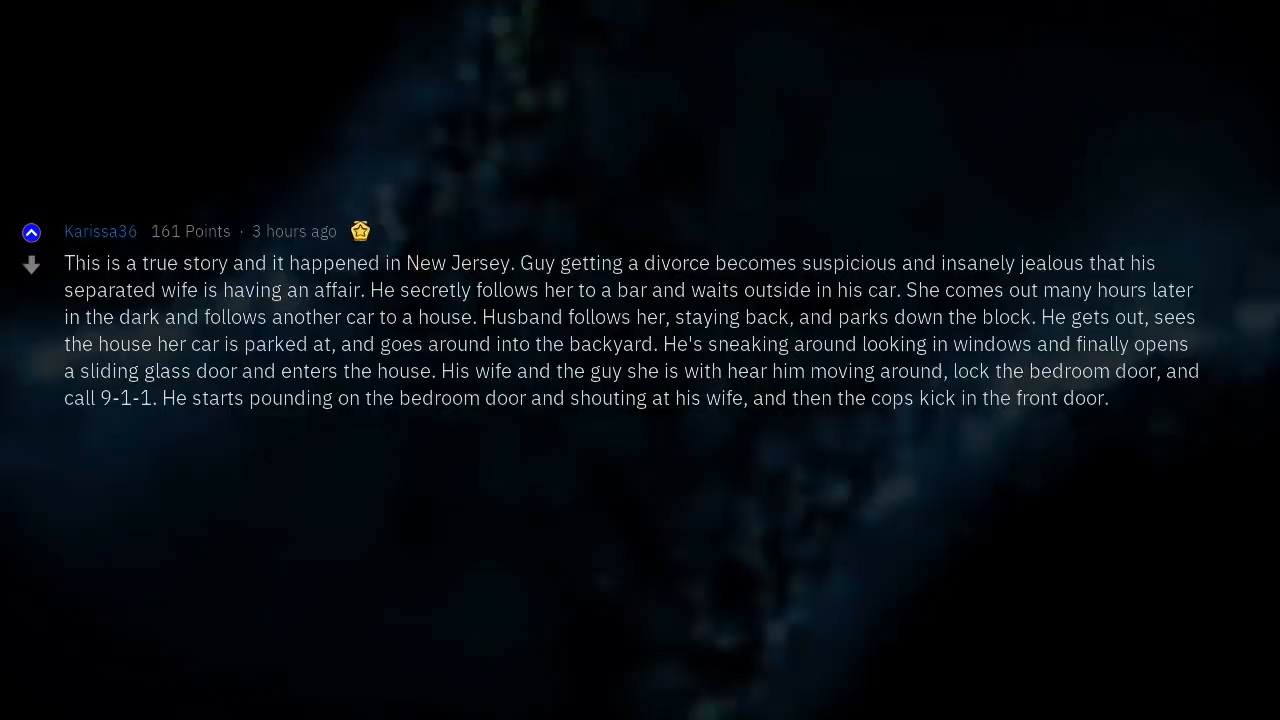 Karissa36 161 Points · 3 hours ago
This is a true story and it happened in New Jersey. Guy getting a divorce becomes suspicious and insanely jealous that his
separated wife is having an affair. He secretly follows her to a bar and waits outside in his car. She comes out many hours later
in the dark and follows another car to a house. Husband follows her, staying back, and parks down the block. He gets out, sees
the house her car is parked at, and goes around into the backyard. He's sneaking around looking in windows and finally opens
a sliding glass door and enters the house. His wife and the guy she is with hear him moving around, lock the bedroom door, and
call 9-1-1. He starts pounding on the bedroom door and shouting at his wife, and then the cops kick in the front door.